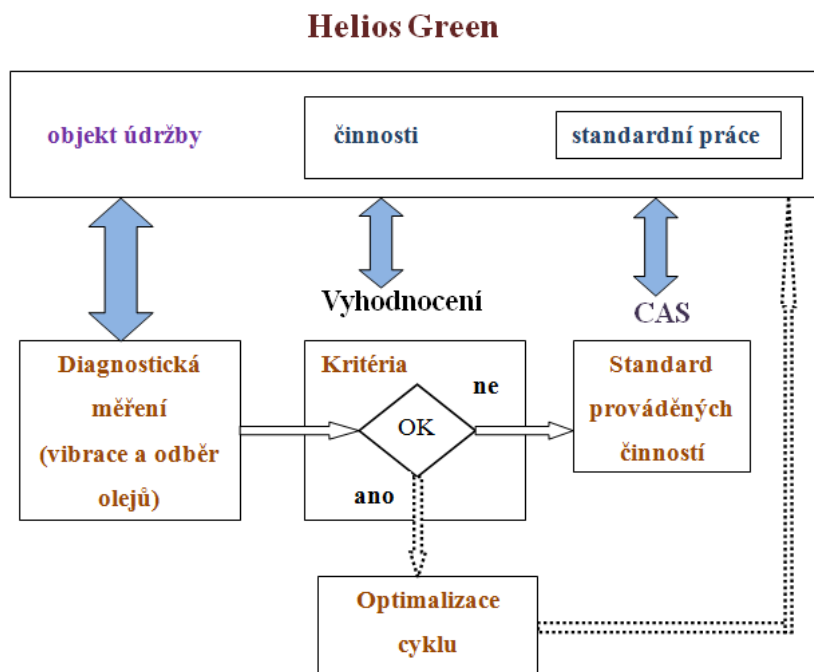 Helios Green
objekt údržby
činnosti
standardní práce
Vyhodnocení
CAS
Diagnostická
měření
(vibrace a odběr
olejů)
Kritéria
OK
ne
ano
Standard
prováděných
činností
Optimalizace
cyklu